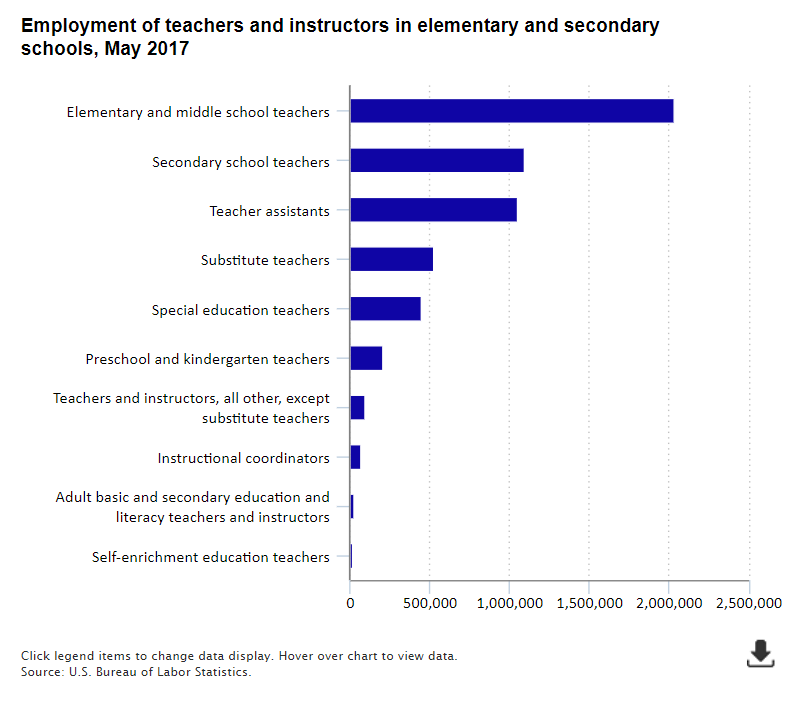 Employment of teachers and instructors in elementary and secondary
schools, May 2017
Elementary and middle school teachers
Secondary school teachers
Teacher assistants
Substitute teachers
Special education teachers
Preschool and kindergarten teachers
Teachers and instructors, all other, except
substitute teachers
Instructional coordinators
Adult basic and secondary education and
literacy teachers and instructors
Self-enrichment education teachers
0 500,000 1,000,000 1,500,000 2,000,000 2,500,000
Click legend items to change data display. Hover over chart to view data.
Source: U.S. Bureau of Labor Statistics.